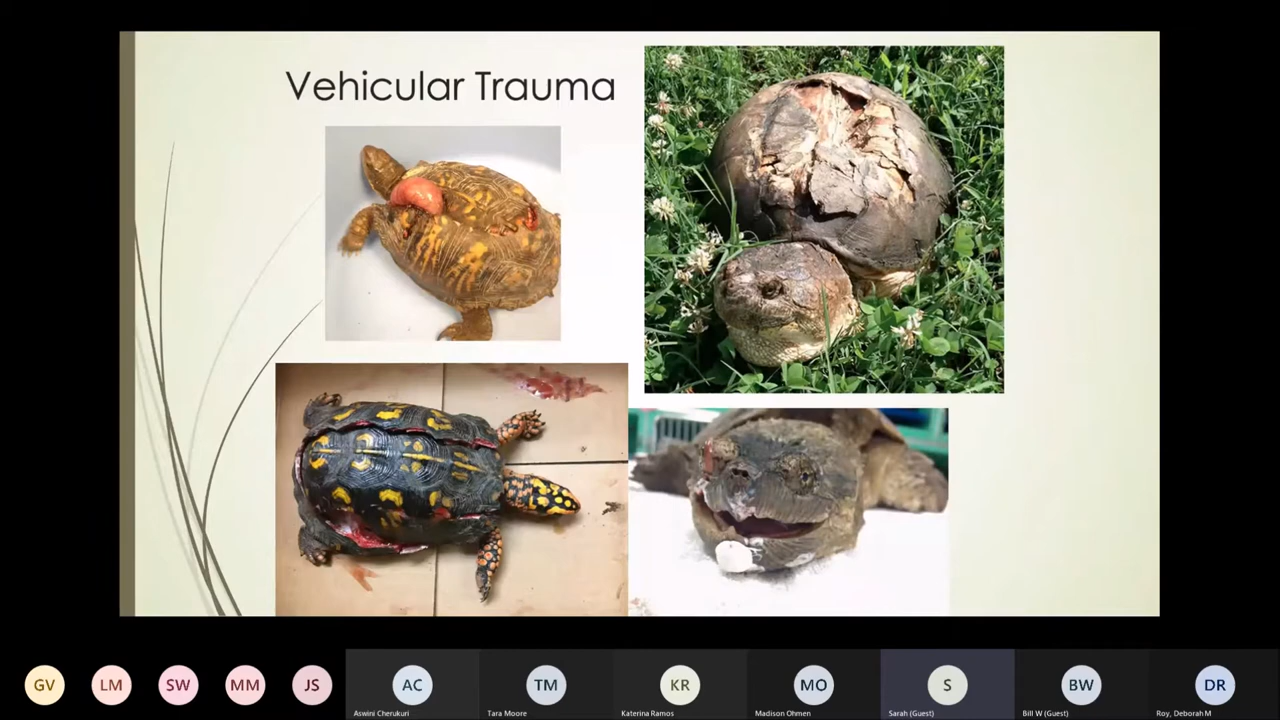 Vehicular Trauma
GV
LM
SW
MM
JS
AC
TM
KR
MO
S
BW
DR
Aswini Cherukuri
Tara Moore
Katerina Ramos
Madison Ohmen
Sarah (Guest)
Bill W (Guest)
Roy, Deborah M